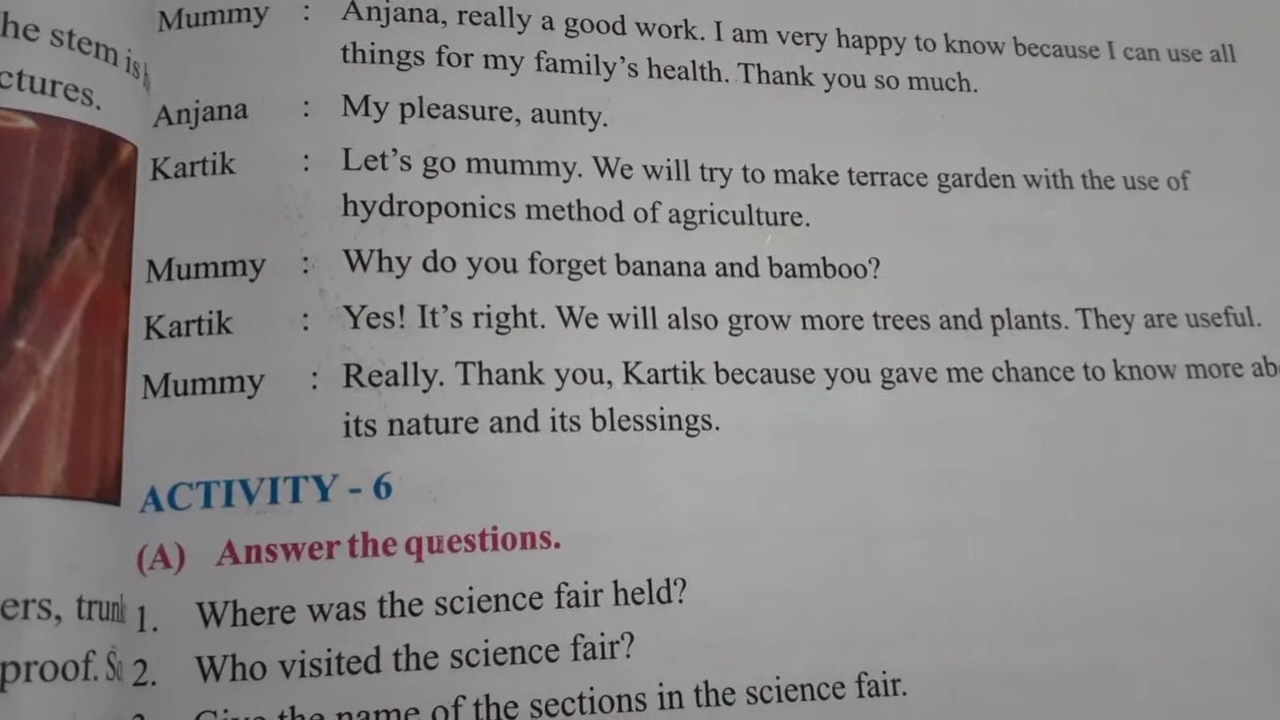 he stem is
ctures.
Mummy : Anjana, really a good work. I am very happy to know because I can use all
things for my family's health. Thank you so much.
Anjana : My pleasure, aunty.
Kartik : Let's go mummy. We will try to make terrace garden with the use of
hydroponics method of agriculture.
Mummy : Why do you forget banana and bamboo?
Kartik : Yes! It's right. We will also grow more trees and plants. They are useful.
Mummy : Really. Thank you, Kartik because you gave me chance to know more ab
its nature and its blessings.
ACTIVITY - 6
(A) Answer the questions.
ers, trunk
1. Where was the science fair held?
proof. So
2. Who visited the science fair?
Give the name of the sections in the science fair.